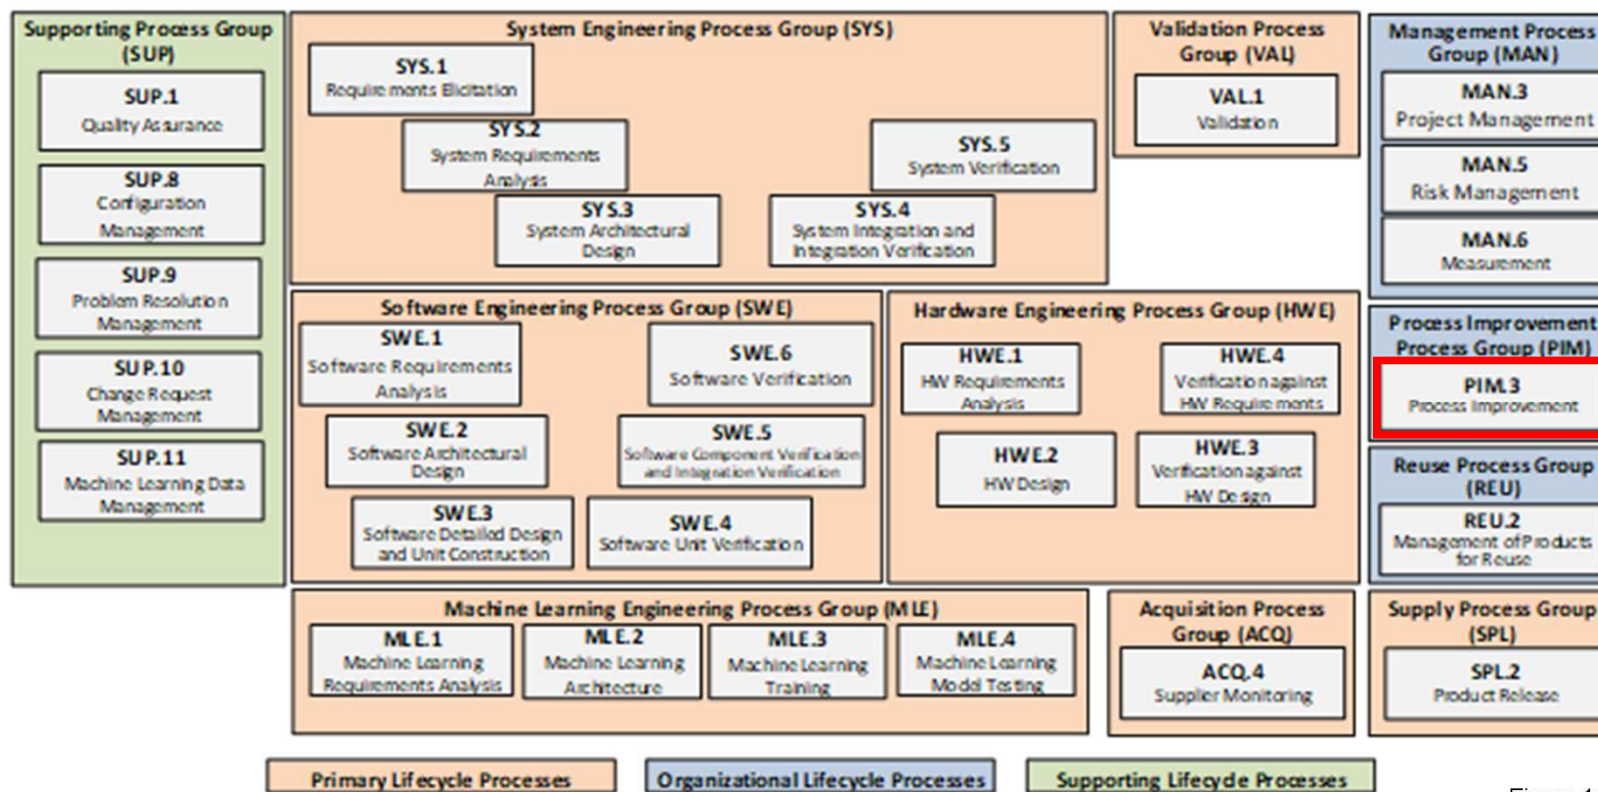 Supporting Process Group
(SUP)
SUP.1
Quality Assurance
SUP.8
Configuration
Management
SUP.9
Problem Resolution
Management
SUP.10
Change Request
Management
SUP.11
Machine Learning Data
Management
System Engineering Process Group (SYS)
SYS.1
Requirements Elicitation
SYS.2
System Requirements
Analysis
SYS.3
System Architectural
Design
SYS.4
System Integration and
Integration Verification
SYS.5
System Verification
Validation Process
Group (VAL)
VAL.1
Validation
Management Process
Group (MAN)
MAN.3
Project Management
MAN.5
Risk Management
MAN.6
Measurement
Software Engineering Process Group (SWE)
SWE.1
Software Requirements
Analysis
SWE.2
Software Architectural
Design
SWE.3
Software Detailed Design
and Unit Construction
SWE.4
Software Unit Verification
SWE.5
Software Component Verification
and Integration Verification
SWE.6
Software Verification
Hardware Engineering Process Group (HWE)
HWE.1
HW Requirements
Analysis
HWE.2
HW Design
HWE.3
Verification against
HW Design
HWE.4
Verification against
HW Requirements
Process Improvement
Process Group (PIM)
PIM.3
Process Improvement
Reuse Process Group
(REU)
REU.2
Management of Products
for Reuse
Machine Learning Engineering Process Group (MLE)
MLE.1
Machine Learning
Requirements Analysis
MLE.2
Machine Learning
Architecture
MLE.3
Machine Learning
Training
MLE.4
Machine Learning
Model Testing
Acquisition Process
Group (ACQ)
ACQ.4
Supplier Monitoring
Supply Process Group
(SPL)
SPL.2
Product Release
Primary Lifecycle Processes
Organizational Lifecycle Processes
Supporting Lifecycle Processes